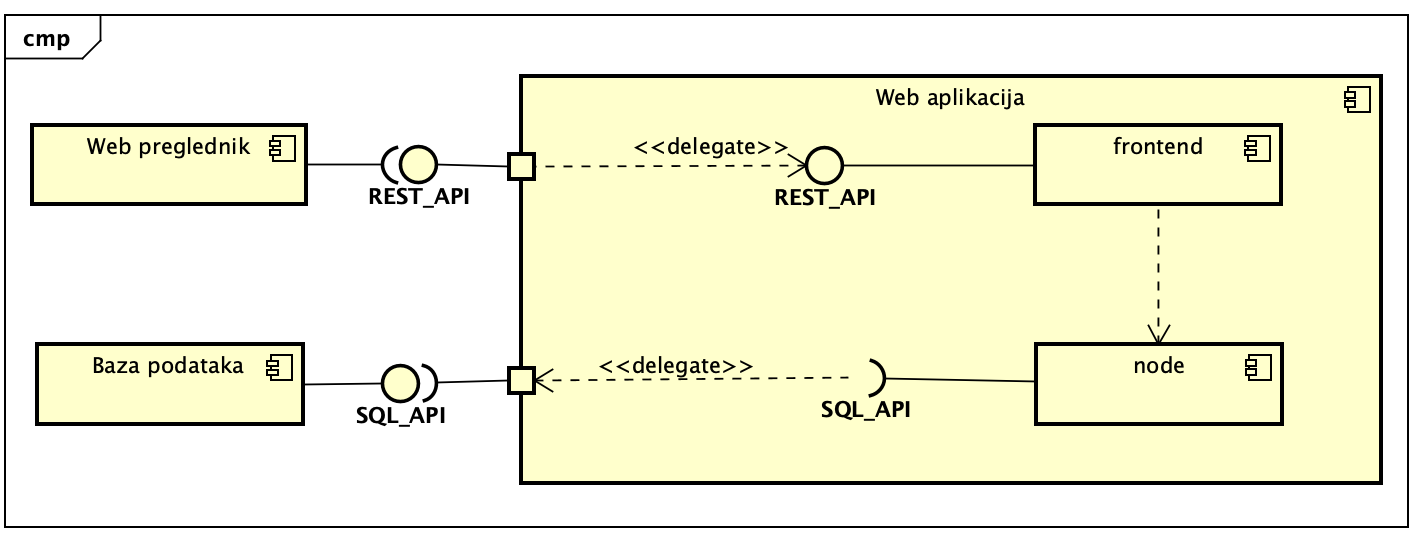 cmp
Web aplikacija
Web preglednik
<<delegate>>
frontend
REST_API
REST_API
Baza podataka
<<delegate>>
node
SQL_API
SQL_API